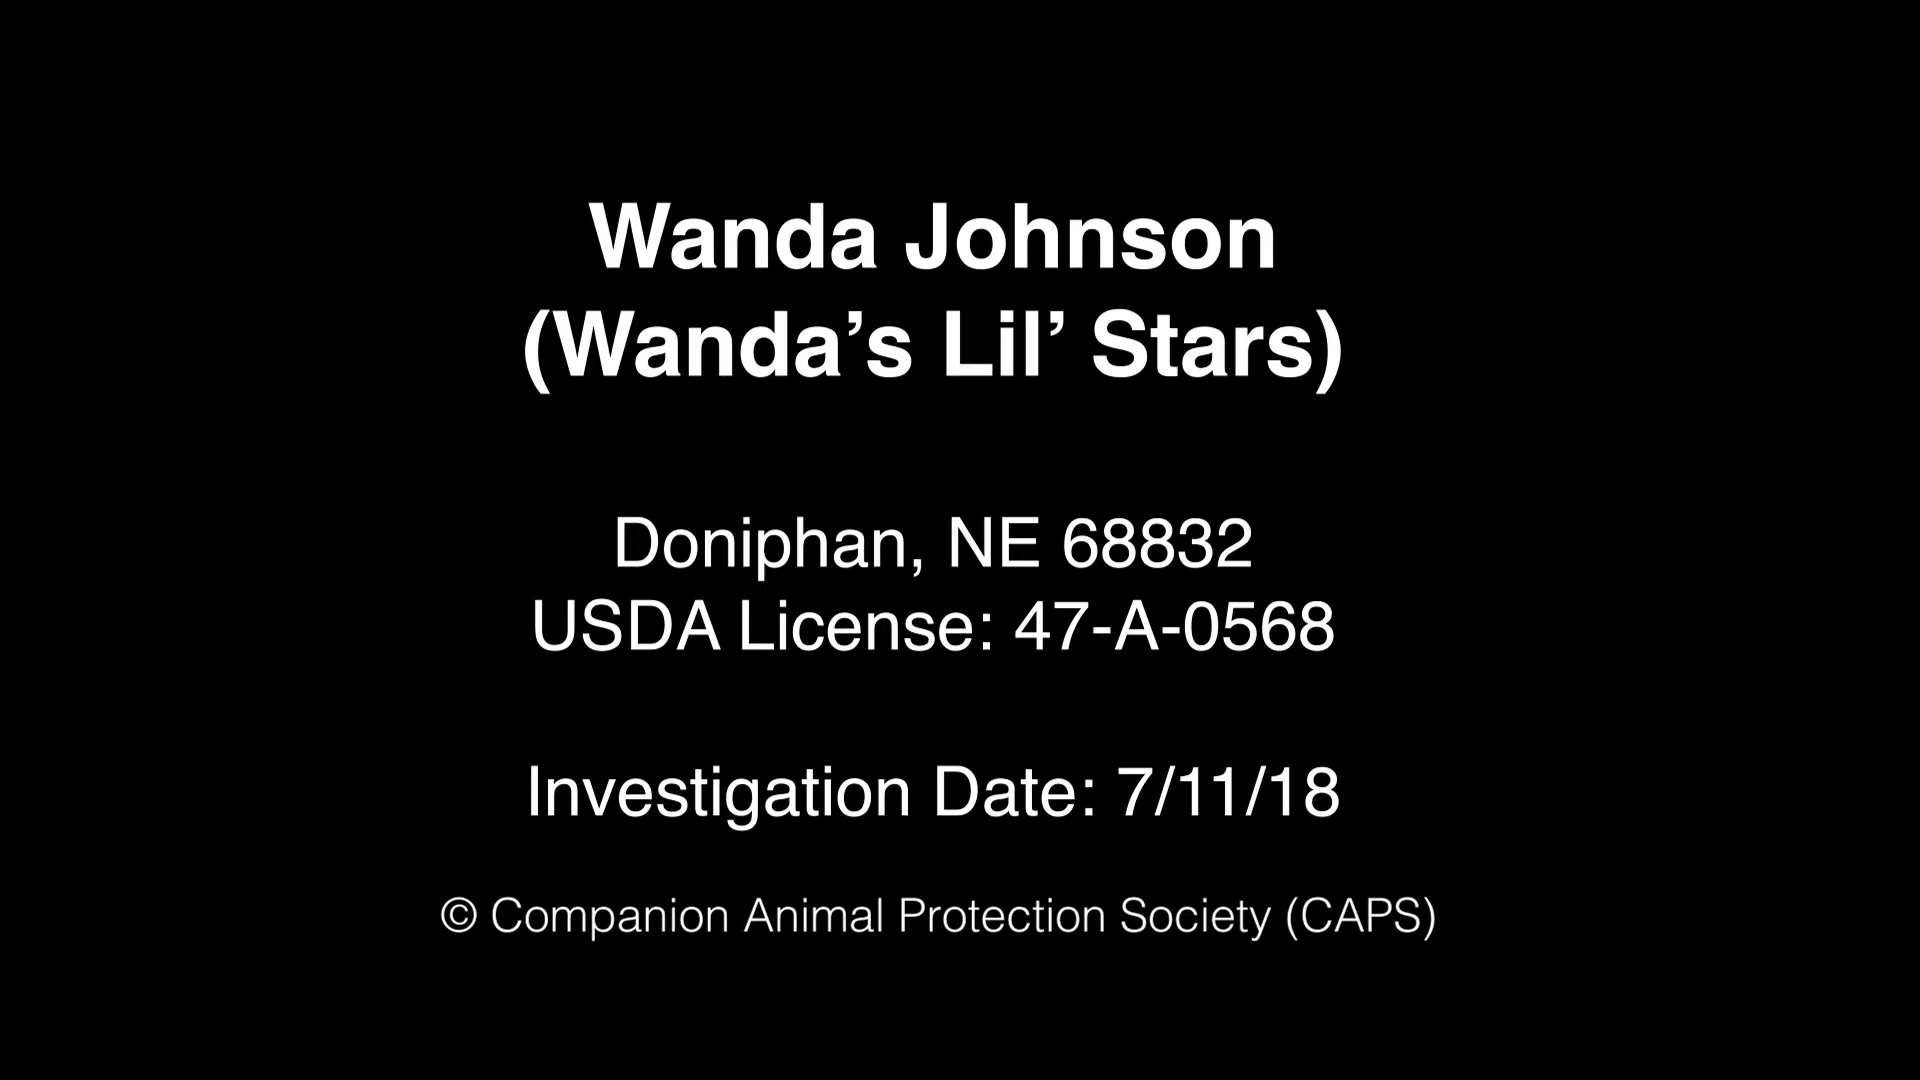 Wanda Johnson
(Wanda’s Lil’ Stars)
Doniphan, NE 68832
USDA License: 47-A-0568
Investigation Date: 7/11/18
© Companion Animal Protection Society (CAPS)